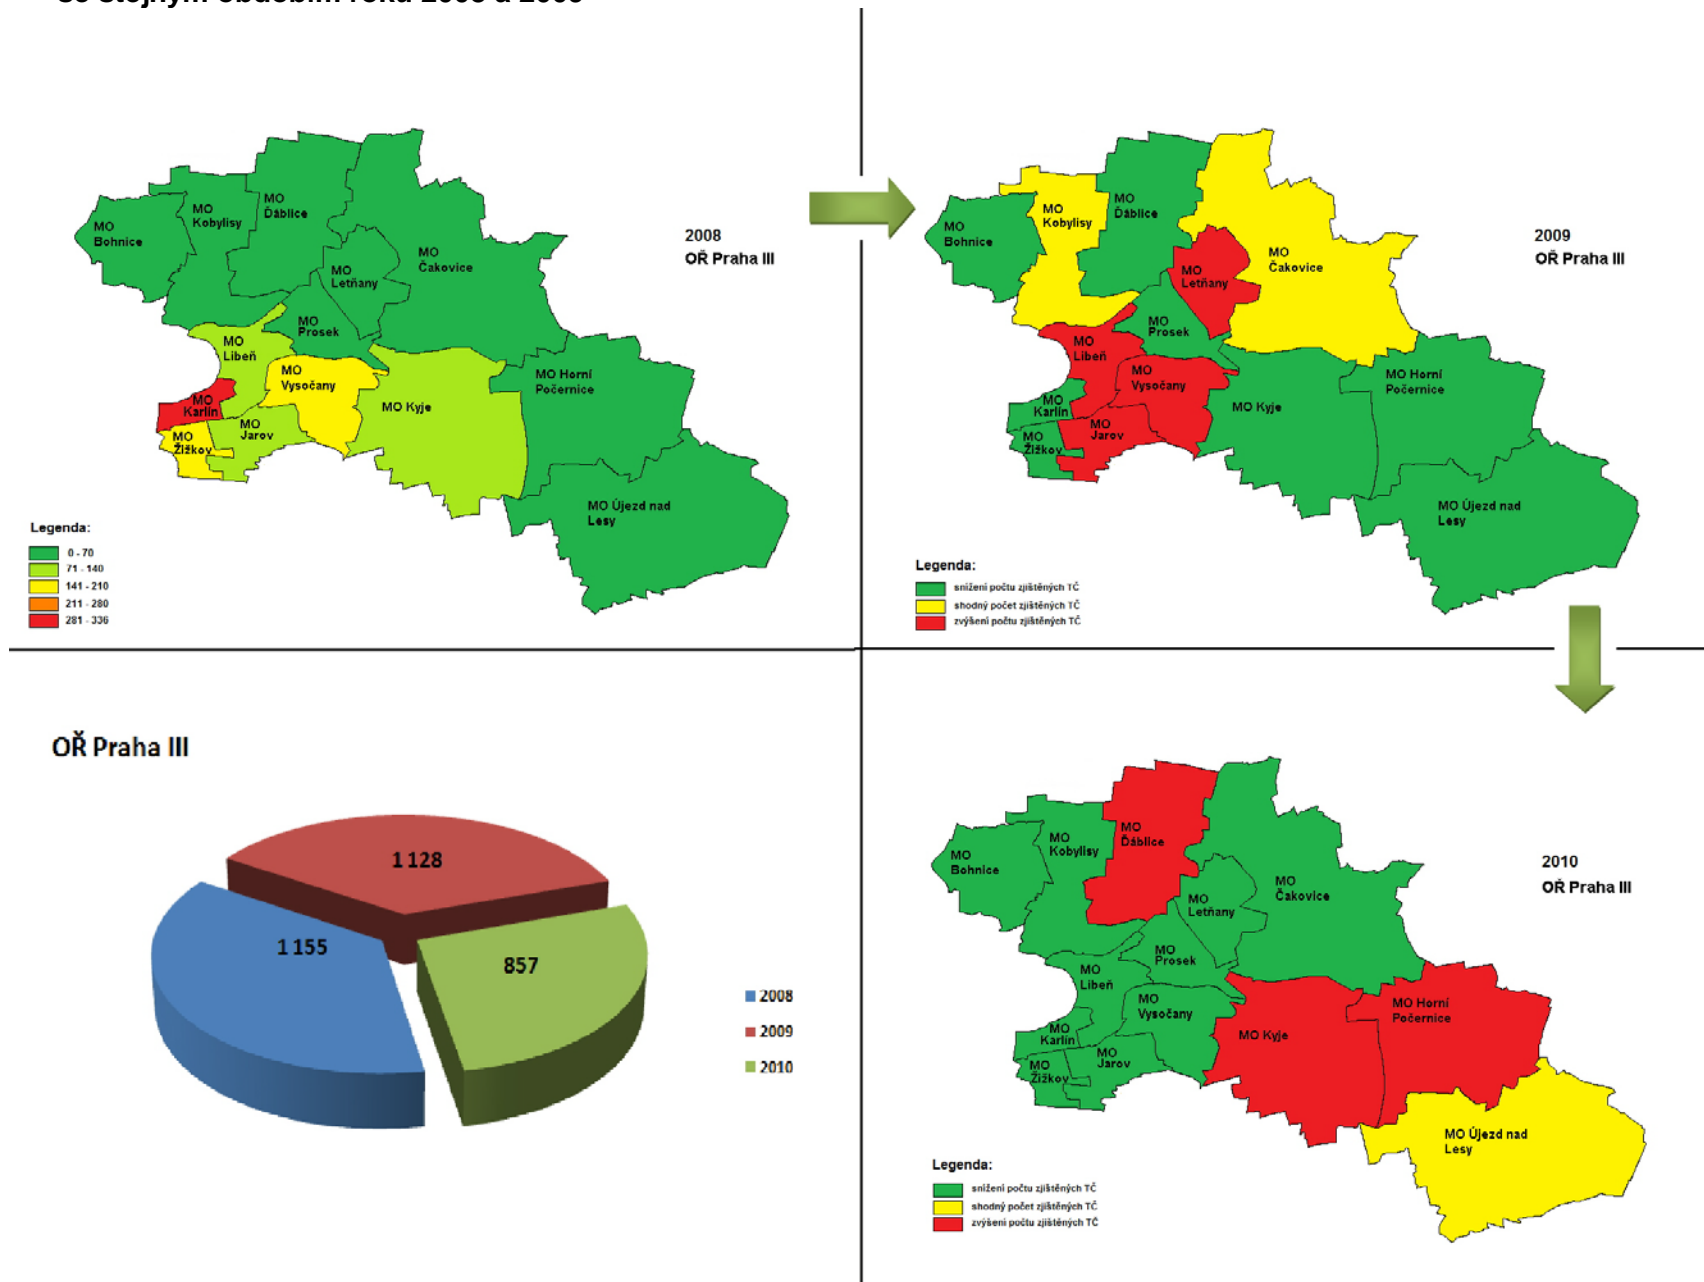 se stejným obdobím roku 2008 a 2009
MO
Bohnice
MO
Kobylisy
MO
Ďáblice
MO
Čakovice
MO
Letňany
MO
Prosek
MO
Libeň
MO
Vysočany
MO
Karlín
MO
Žižkov
MO
Jarov
MO Kyje
MO Horní
Počernice
MO Újezd nad
Lesy
2008
OŘ Praha III
Legenda:
0 - 70
71 - 140
141 - 210
211 - 280
281 - 336
MO
Bohnice
MO
Kobylisy
MO
Ďáblice
MO
Čakovice
MO
Letňany
MO
Prosek
MO
Libeň
MO
Vysočany
MO
Karlín
MO
Žižkov
MO
Jarov
MO Kyje
MO Horní
Počernice
MO Újezd nad
Lesy
2009
OŘ Praha III
Legenda:
snížení počtu zjištěných TČ
shodný počet zjištěných TČ
zvýšení počtu zjištěných TČ
OŘ Praha III
1 128
1 155
857
2008
2009
2010
MO
Bohnice
MO
Kobylisy
MO
Ďáblice
MO
Čakovice
MO
Letňany
MO
Prosek
MO
Libeň
MO
Vysočany
MO
Karlín
MO
Žižkov
MO
Jarov
MO Kyje
MO Horní
Počernice
MO Újezd nad
Lesy
2010
OŘ Praha III
Legenda:
snížení počtu zjištěných TČ
shodný počet zjištěných TČ
zvýšení počtu zjištěných TČ